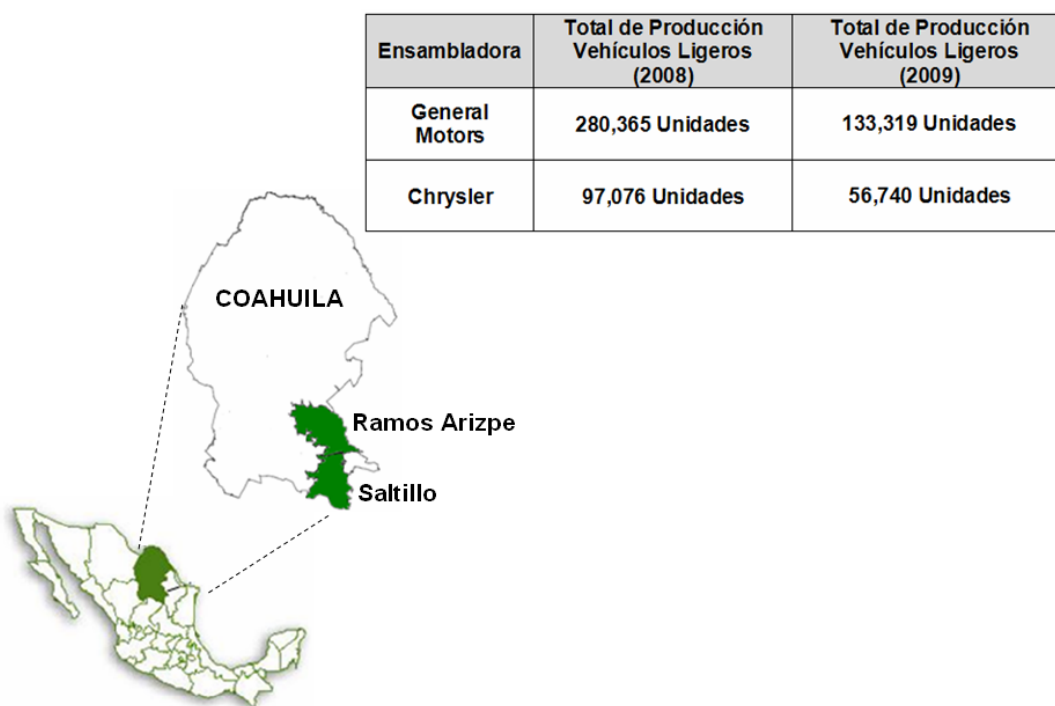 Ensambladora
Total de Producción
Vehículos Ligeros
(2008)
Total de Producción
Vehículos Ligeros
(2009)
General
Motors
280,365 Unidades
133,319 Unidades
Chrysler
97,076 Unidades
56,740 Unidades
COAHUILA
Ramos Arizpe
Saltillo